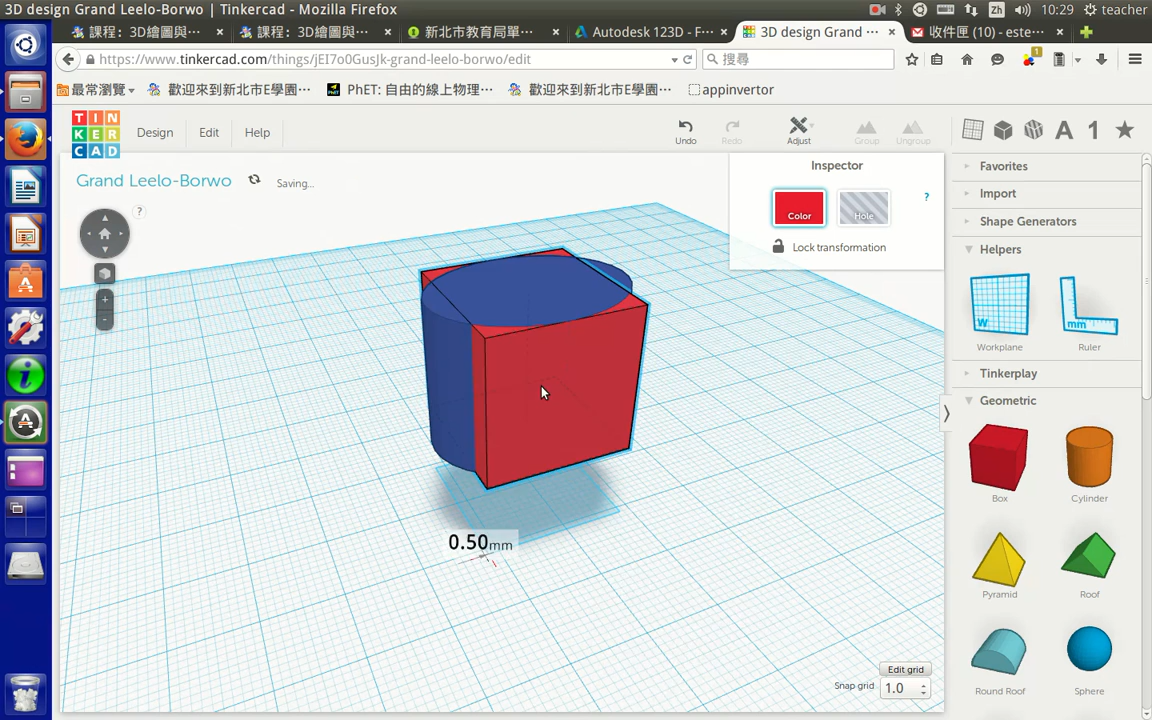 3D design Grand Leelo-Borwo | Tinkercad - Mozilla Firefox
Zh
10:29
teacher
課程：3D繪圖與… ×
課程：3D繪圖與… ×
新北市教育局單… ×
Autodesk 123D - F… ×
3D design Grand … ×
收件匣 (10) - este… ×
https://www.tinkercad.com/things/jEI7o0GusJk-grand-leelo-borwo/edit
搜尋
1
最常瀏覽
歡迎來到新北市E學園…
PhET: 自由的線上物理…
歡迎來到新北市E學園…
appinvertor
TIN
KER
CAD
Design
Edit
Help
Undo
Redo
Adjust
Group
Ungroup
A
1
Grand Leelo-Borwo
Saving...
?
Inspector
Color
Hole
?
Lock transformation
Favorites
Import
Shape Generators
Helpers
W
mm
Workplane
Ruler
Tinkerplay
Geometric
Box
Cylinder
Pyramid
Roof
Round Roof
Sphere
0.50mm
Edit grid
Snap grid
1.0